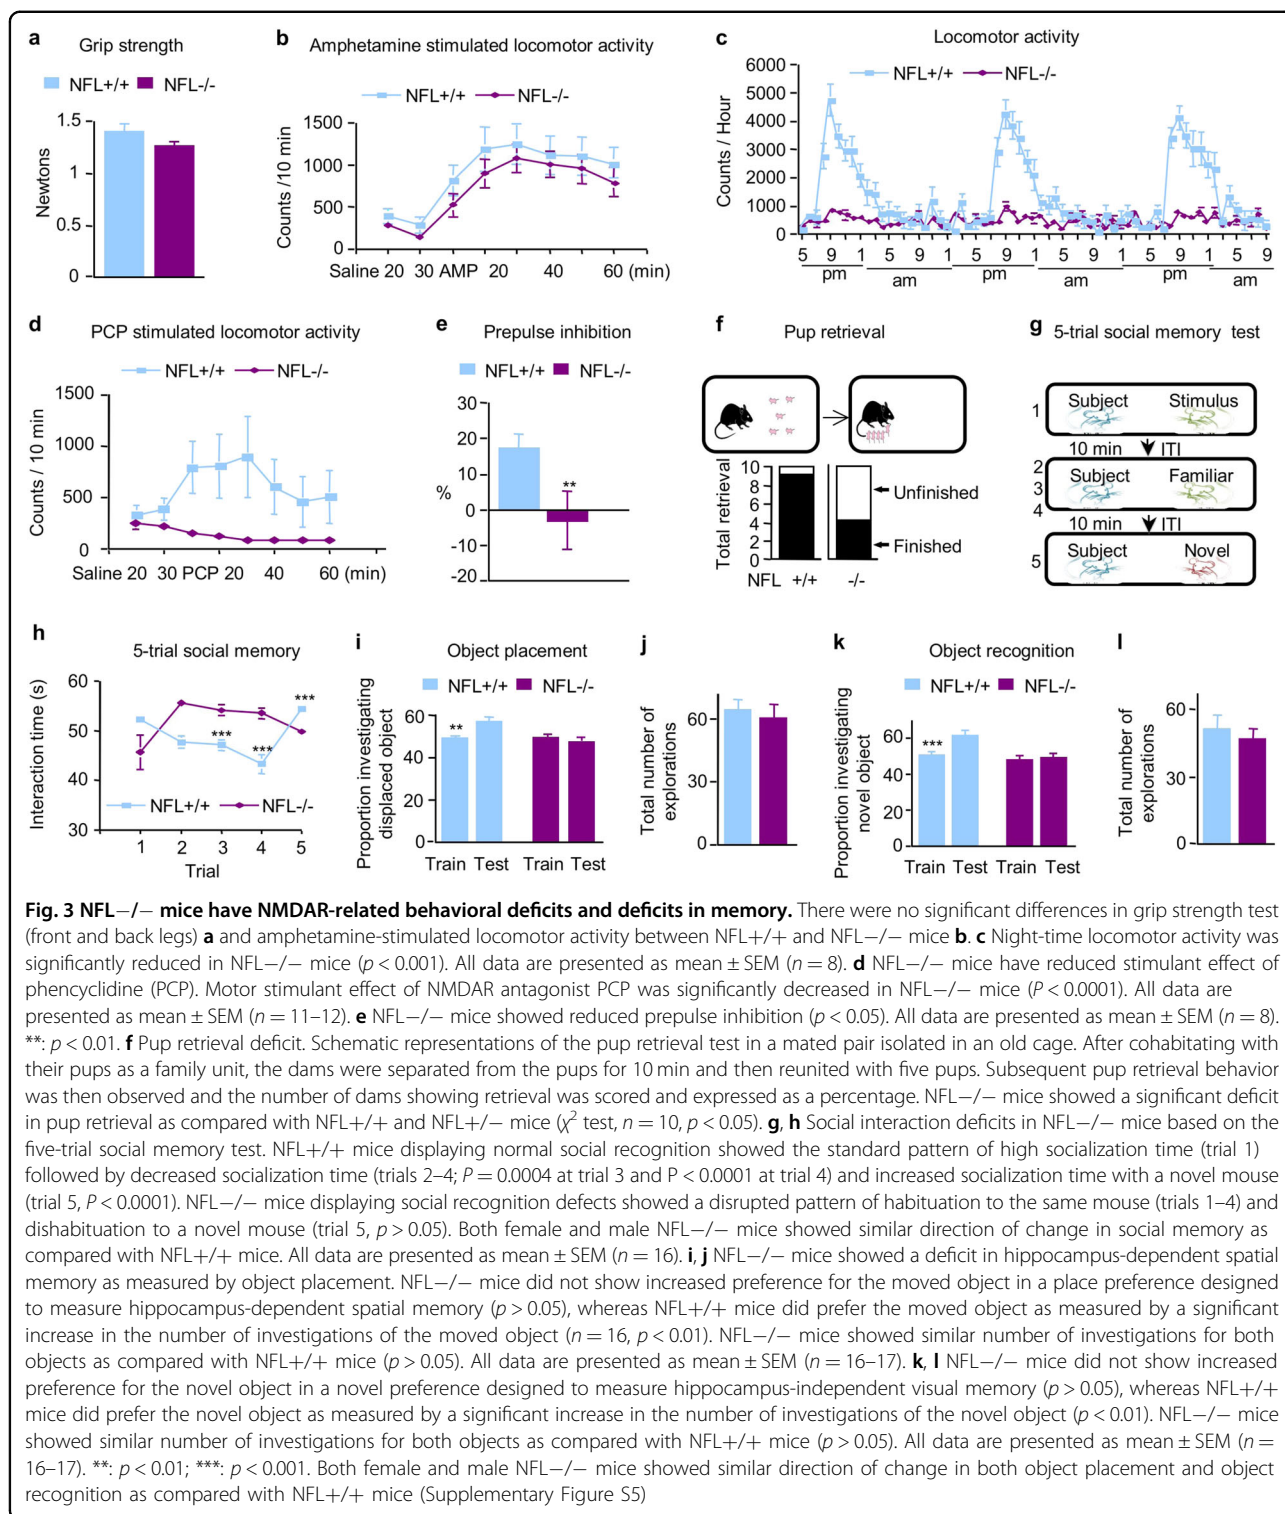 a
Grip strength
NFL+/+ NFL-/-
Newtons
1.5
1
0.5
0
b
Amphetamine stimulated locomotor activity
NFL+/+ NFL-/-
Counts /10 min
1500
1000
500
0
Saline 20 30 AMP 20 40 60 (min)
c
Locomotor activity
NFL+/+ NFL-/-
Counts / Hour
6000
5000
4000
3000
2000
1000
0
5 9 1 5 9 1 5 9 1 5 9 1 5 9 1 5 9
pm am pm am pm am
d
PCP stimulated locomotor activity
NFL+/+ NFL-/-
Counts / 10 min
1500
1000
500
0
Saline 20 30 PCP 20 40 60 (min)
e
Prepulse inhibition
NFL+/+ NFL-/-
%
30
20
10
0
-10
-20
**
f
Pup retrieval
Total retrieval
10
8
6
4
2
0
Unfinished
Finished
NFL +/+ -/-
g
5-trial social memory test
1 Subject Stimulus
10 min ITI
2
3 Subject Familiar
4
10 min ITI
5 Subject Novel
h
5-trial social memory
Interaction time (s)
60
50
40
30
***
***
***
NFL+/+ NFL-/-
1 2 3 4 5
Trial
i
Object placement
NFL+/+ NFL-/-
Proportion investigating
displaced object
60
40
20
0
**
Train Test Train Test
j
Total number of
explorations
60
30
0
k
Object recognition
NFL+/+ NFL-/-
Proportion investigating
novel object
80
60
40
20
0
***
Train Test Train Test
l
Total number of
explorations
60
30
0
Fig. 3 NFL−/− mice have NMDAR-related behavioral deficits and deficits in memory. There were no significant differences in grip strength test
(front and back legs) a and amphetamine-stimulated locomotor activity between NFL+/+ and NFL−/− mice b. c Night-time locomotor activity was
significantly reduced in NFL−/− mice (p < 0.001). All data are presented as mean ± SEM (n = 8). d NFL−/− mice have reduced stimulant effect of
phencyclidine (PCP). Motor stimulant effect of NMDAR antagonist PCP was significantly decreased in NFL−/− mice (P < 0.0001). All data are
presented as mean ± SEM (n = 11–12). e NFL−/− mice showed reduced prepulse inhibition (p < 0.05). All data are presented as mean ± SEM (n = 8).
**: p < 0.01. f Pup retrieval deficit. Schematic representations of the pup retrieval test in a mated pair isolated in an old cage. After cohabitating with
their pups as a family unit, the dams were separated from the pups for 10 min and then reunited with five pups. Subsequent pup retrieval behavior
was then observed and the number of dams showing retrieval was scored and expressed as a percentage. NFL−/− mice showed a significant deficit
in pup retrieval as compared with NFL+/+ and NFL+/− mice (χ² test, n = 10, p < 0.05). g, h Social interaction deficits in NFL−/− mice based on the
five-trial social memory test. NFL+/+ mice displaying normal social recognition showed the standard pattern of high socialization time (trial 1)
followed by decreased socialization time (trials 2–4; P = 0.0004 at trial 3 and P < 0.0001 at trial 4) and increased socialization time with a novel mouse
(trial 5, P < 0.0001). NFL−/− mice displaying social recognition defects showed a disrupted pattern of habituation to the same mouse (trials 1–4) and
dishabituation to a novel mouse (trial 5, p > 0.05). Both female and male NFL−/− mice showed similar direction of change in social memory as
compared with NFL+/+ mice. All data are presented as mean ± SEM (n = 16). i, j NFL−/− mice showed a deficit in hippocampus-dependent spatial
memory as measured by object placement. NFL−/− mice did not show increased preference for the moved object in a place preference designed
to measure hippocampus-dependent spatial memory (p > 0.05), whereas NFL+/+ mice did prefer the moved object as measured by a significant
increase in the number of investigations of the moved object (n = 16, p < 0.01). NFL−/− mice showed similar number of investigations for both
objects as compared with NFL+/+ mice (p > 0.05). All data are presented as mean ± SEM (n = 16–17). k, l NFL−/− mice did not show increased
preference for the novel object in a novel preference designed to measure hippocampus-independent visual memory (p > 0.05), whereas NFL+/+
mice did prefer the novel object as measured by a significant increase in the number of investigations of the novel object (p < 0.01). NFL−/− mice
showed similar number of investigations for both objects as compared with NFL+/+ mice (p > 0.05). All data are presented as mean ± SEM (n =
16–17). **: p < 0.01; ***: p < 0.001. Both female and male NFL−/− mice showed similar direction of change in both object placement and object
recognition as compared with NFL+/+ mice (Supplementary Figure S5)